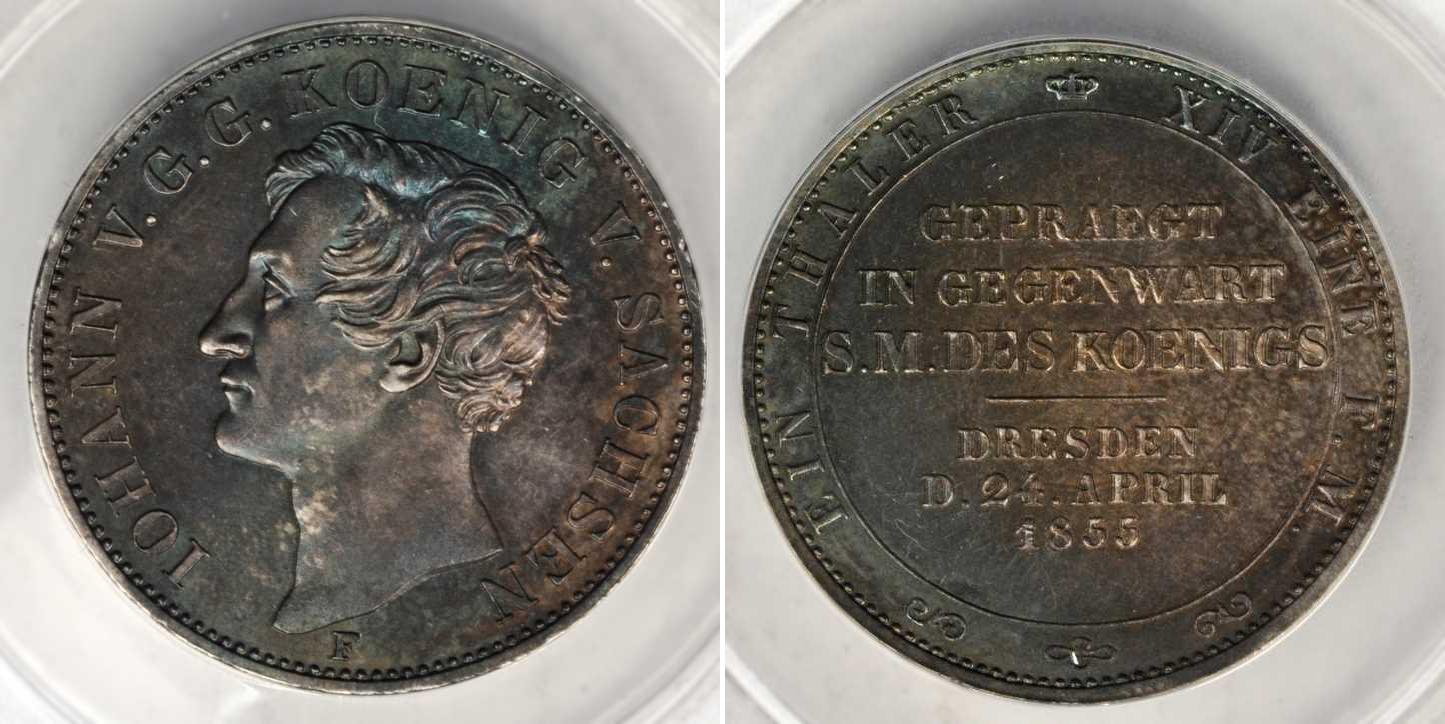 IOHANN V. G. G. KOENIG V. SACHSEN
F
EIN THALER XIV EINE F. M.
GEPRAEGT
IN GEGENWART
S.M.DES KOENIGS
DRESDEN
D. 24. APRIL
1855